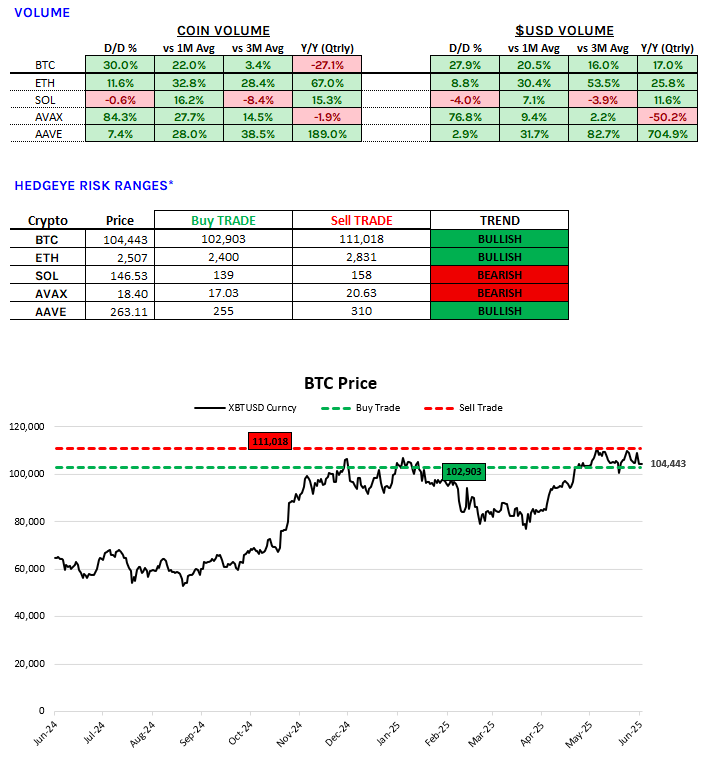 VOLUME
COIN VOLUME $USD VOLUME
D/D % vs 1M Avg vs 3M Avg Y/Y (Qtrly) D/D % vs 1M Avg vs 3M Avg Y/Y (Qtrly)
BTC 30.0% 22.0% 3.4% -27.1% 27.9% 20.5% 16.0% 17.0%
ETH 11.6% 32.8% 28.4% 67.0% 8.8% 30.4% 53.5% 25.8%
SOL -0.6% 16.2% -8.4% 15.3% -4.0% 7.1% -3.9% 11.6%
AVAX 84.3% 27.7% 14.5% -1.9% 76.8% 9.4% 2.2% -50.2%
AAVE 7.4% 28.0% 38.5% 189.0% 2.9% 31.7% 82.7% 704.9%
HEDGEYE RISK RANGES*
Crypto Price Buy TRADE Sell TRADE TREND
BTC 104,443 102,903 111,018 BULLISH
ETH 2,507 2,400 2,831 BULLISH
SOL 146.53 139 158 BEARISH
AVAX 18.40 17.03 20.63 BEARISH
AAVE 263.11 255 310 BULLISH
BTC Price
XBTUSD Curncy Buy Trade Sell Trade
120,000
111,018
100,000
102,903
104,443
80,000
60,000
40,000
20,000
0
Jun-24 Jul-24 Aug-24 Sep-24 Oct-24 Nov-24 Dec-24 Jan-25 Feb-25 Mar-25 Apr-25 May-25 Jun-25